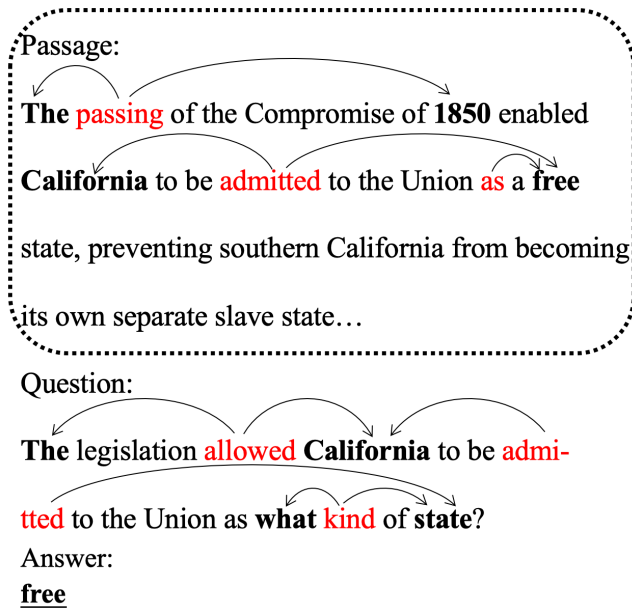 Passage:
The passing of the Compromise of 1850 enabled
California to be admitted to the Union as a free
state, preventing southern California from becoming
its own separate slave state…
Question:
The legislation allowed California to be admi-
tted to the Union as what kind of state?
Answer:
free